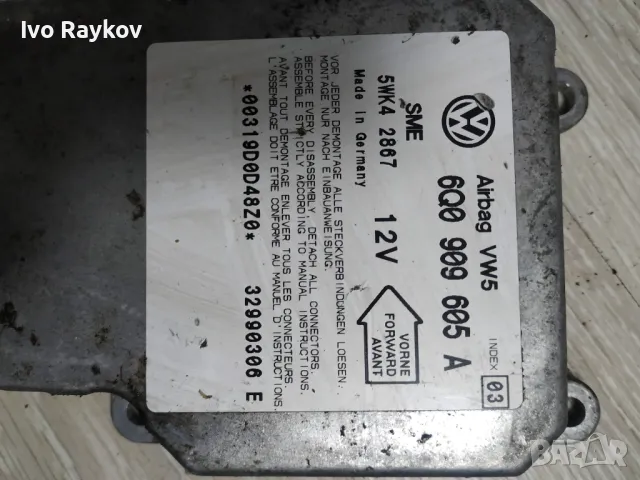 Ivo Raykov
Airbag VW5
6Q0 909 605 A
INDEX 03
SME
5WK4 2867 12V
Made in Germany
VORNE
FORWARD
AVANT
VOR JEDER DEMONTAGE ALLE STECKVERBINDUNGEN LOESEN.
MONTAGE NUR NACH EINBAUANWEISUNG.
BEFORE EVERY DISASSEMBLY, DETACH ALL CONNECTORS.
ASSEMBLE STRICTLY ACCORDING TO MANUAL INSTRUCTIONS.
AVANT TOUT DEMONTAGE ENLEVER TOUS LES CONNECTEURS.
L'ASSEMBLAGE DOIT ETRE CONFORME AU MANUEL D'INSTRUCTIONS.
*00319D0D48Z0* 32990306 E
BAZAR